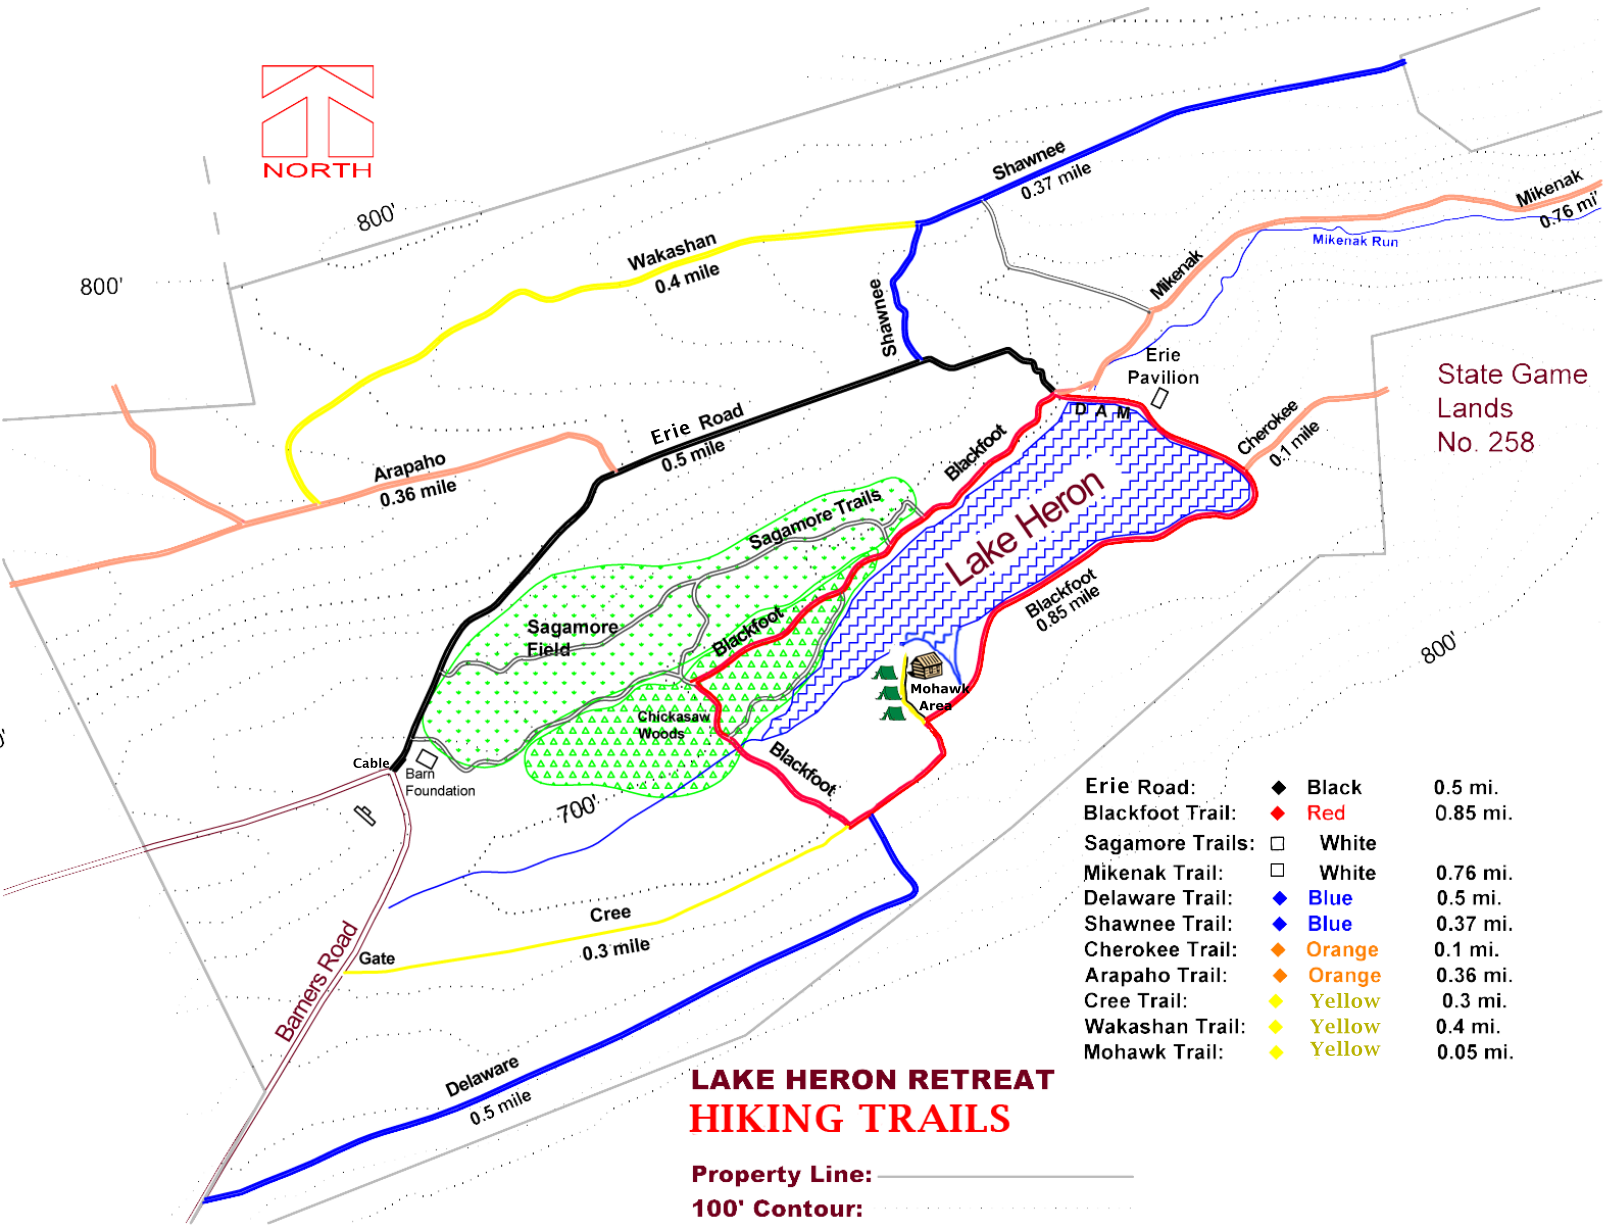 NORTH
800'
800'
Shawnee
0.37 mile
Mikenak
0.76 mi'
Mikenak Run
Wakashan
0.4 mile
Shawnee
Mikenak
Erie
Pavilion
State Game
Lands
No. 258
DAM
Cherokee
0.1 mile
Erie Road
0.5 mile
Arapaho
0.36 mile
Blackfoot
Lake Heron
Sagamore Trails
Sagamore
Field
Blackfoot
Blackfoot
0.85 mile
800'
Mohawk
Area
Chickasaw
Woods
Blackfoot
Cable
Barn
Foundation
700'
Cree
0.3 mile
Gate
Barners Road
Delaware
0.5 mile
Erie Road: Black 0.5 mi.
Blackfoot Trail: Red 0.85 mi.
Sagamore Trails: White
Mikenak Trail: White 0.76 mi.
Delaware Trail: Blue 0.5 mi.
Shawnee Trail: Blue 0.37 mi.
Cherokee Trail: Orange 0.1 mi.
Arapaho Trail: Orange 0.36 mi.
Cree Trail: Yellow 0.3 mi.
Wakashan Trail: Yellow 0.4 mi.
Mohawk Trail: Yellow 0.05 mi.
LAKE HERON RETREAT
HIKING TRAILS
Property Line:
100' Contour: